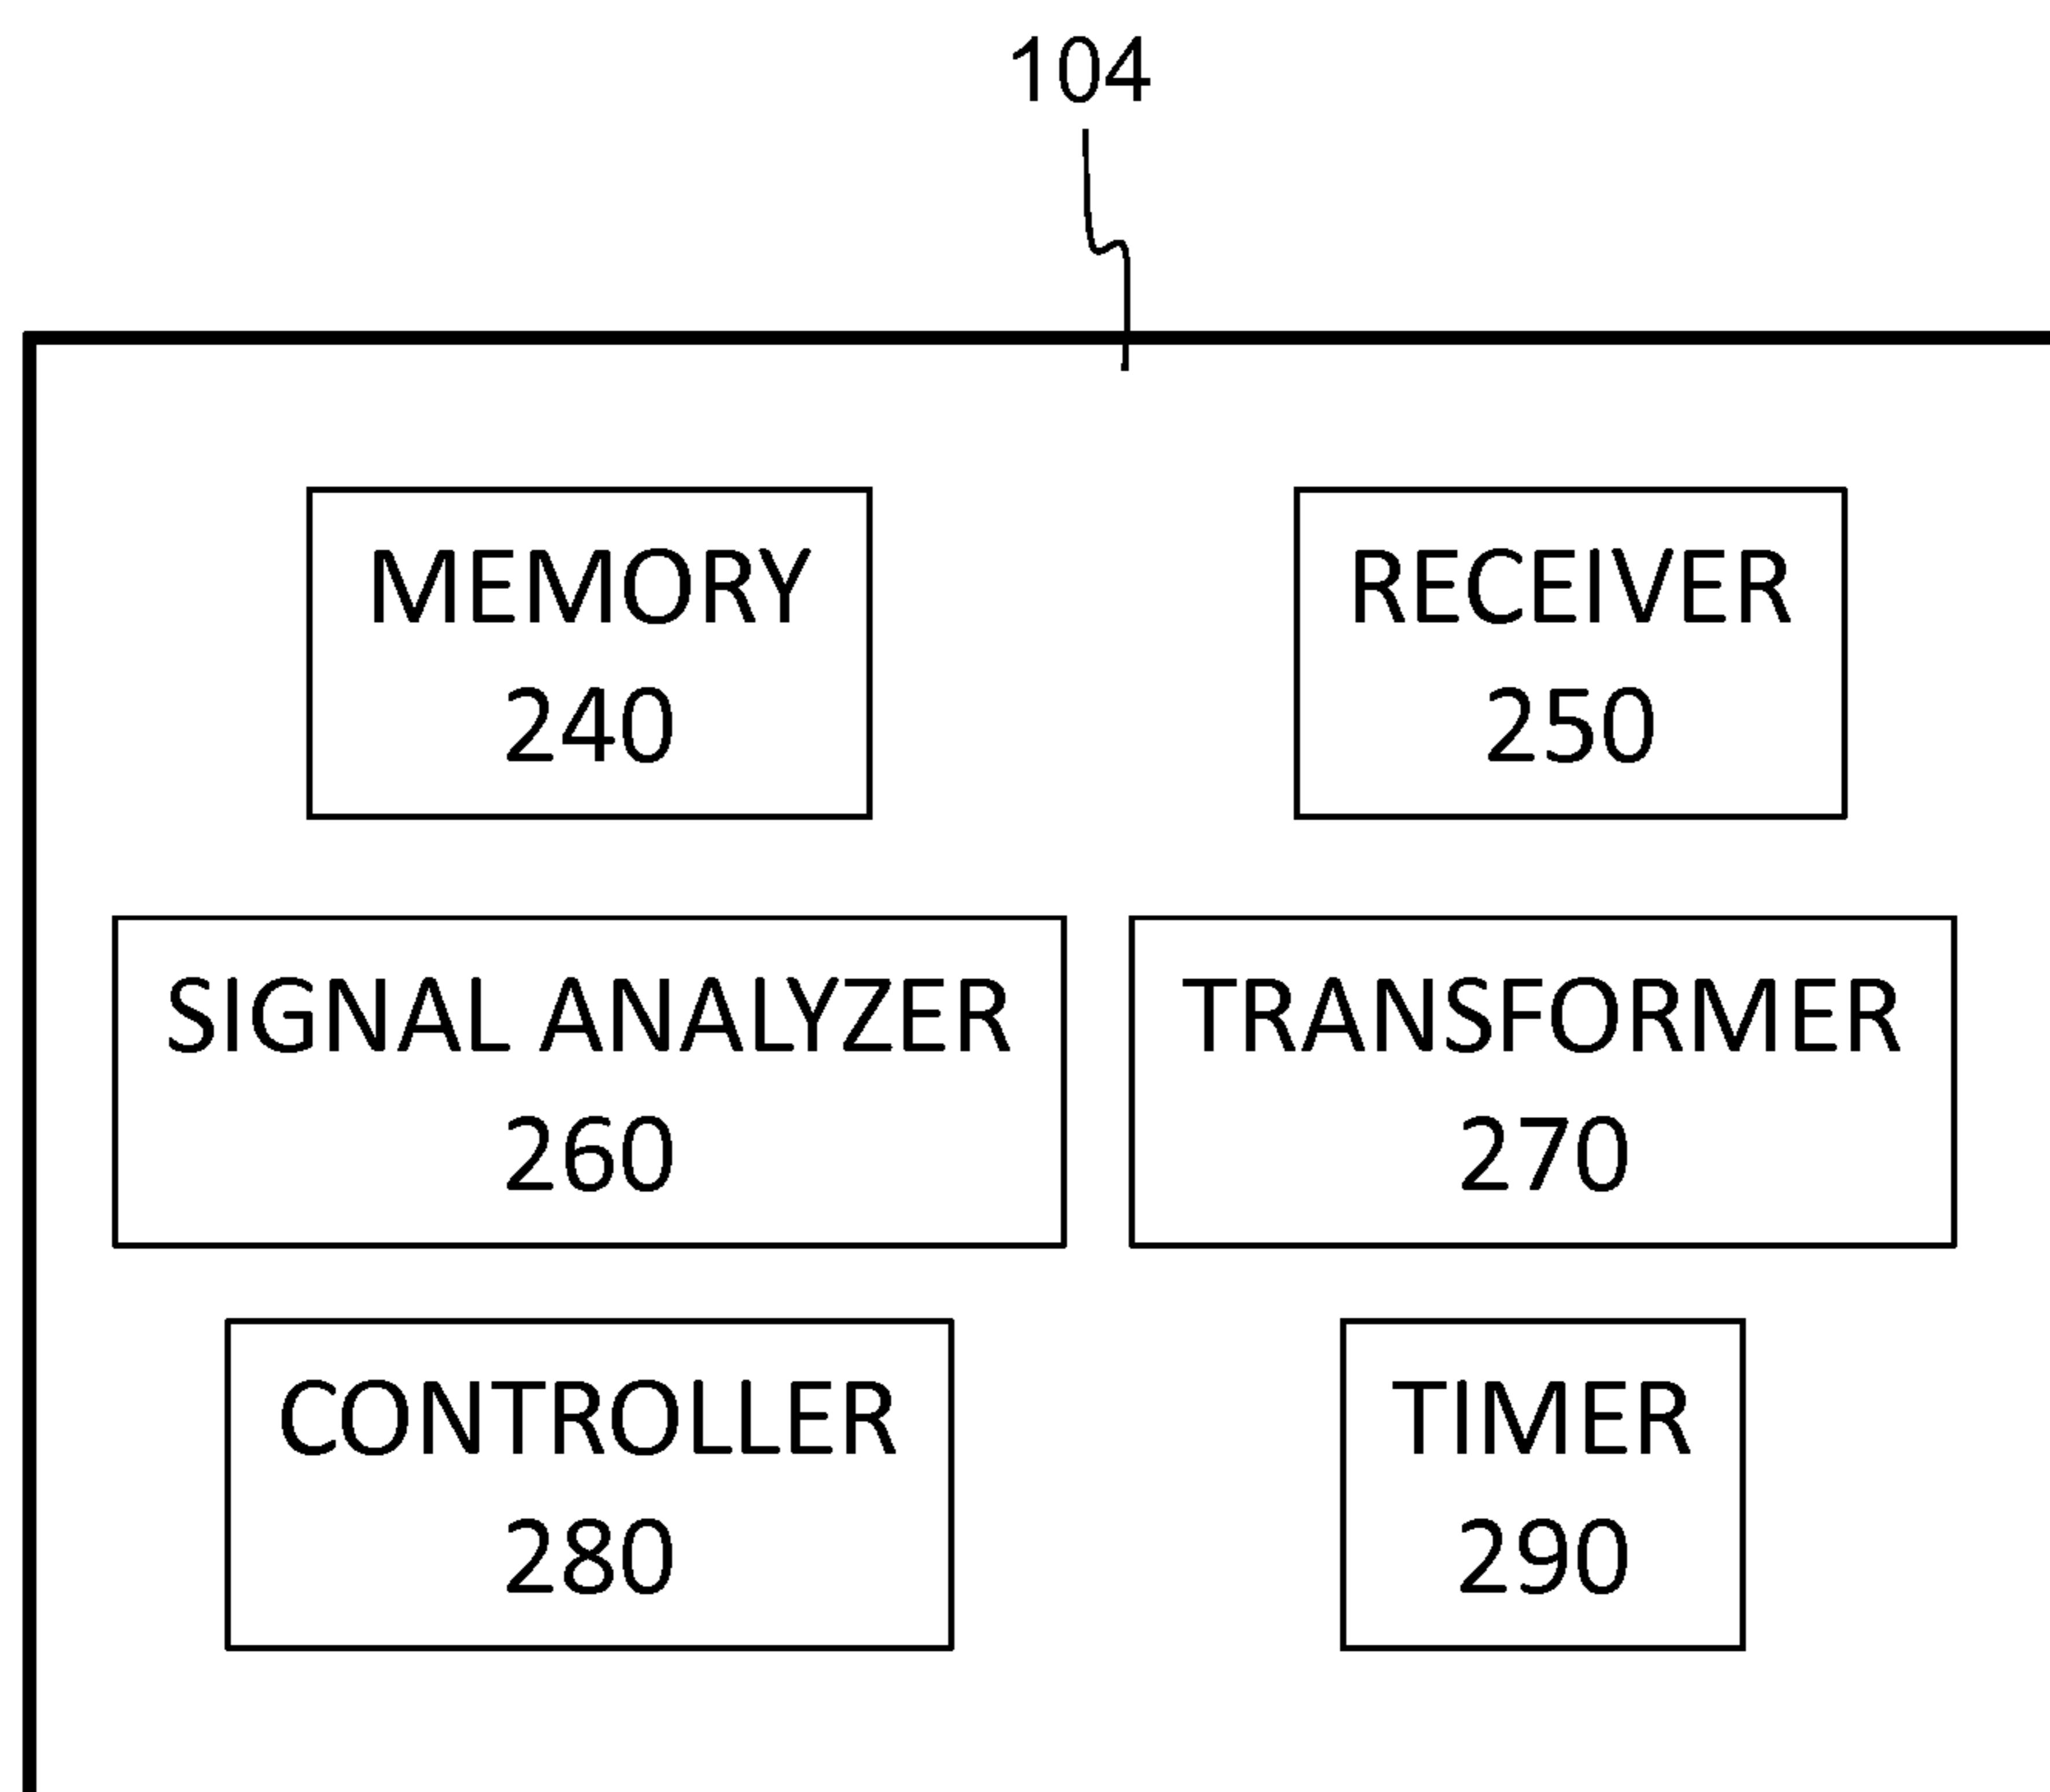 104
MEMORY
240
RECEIVER
250
SIGNAL ANALYZER
260
TRANSFORMER
270
CONTROLLER
280
TIMER
290